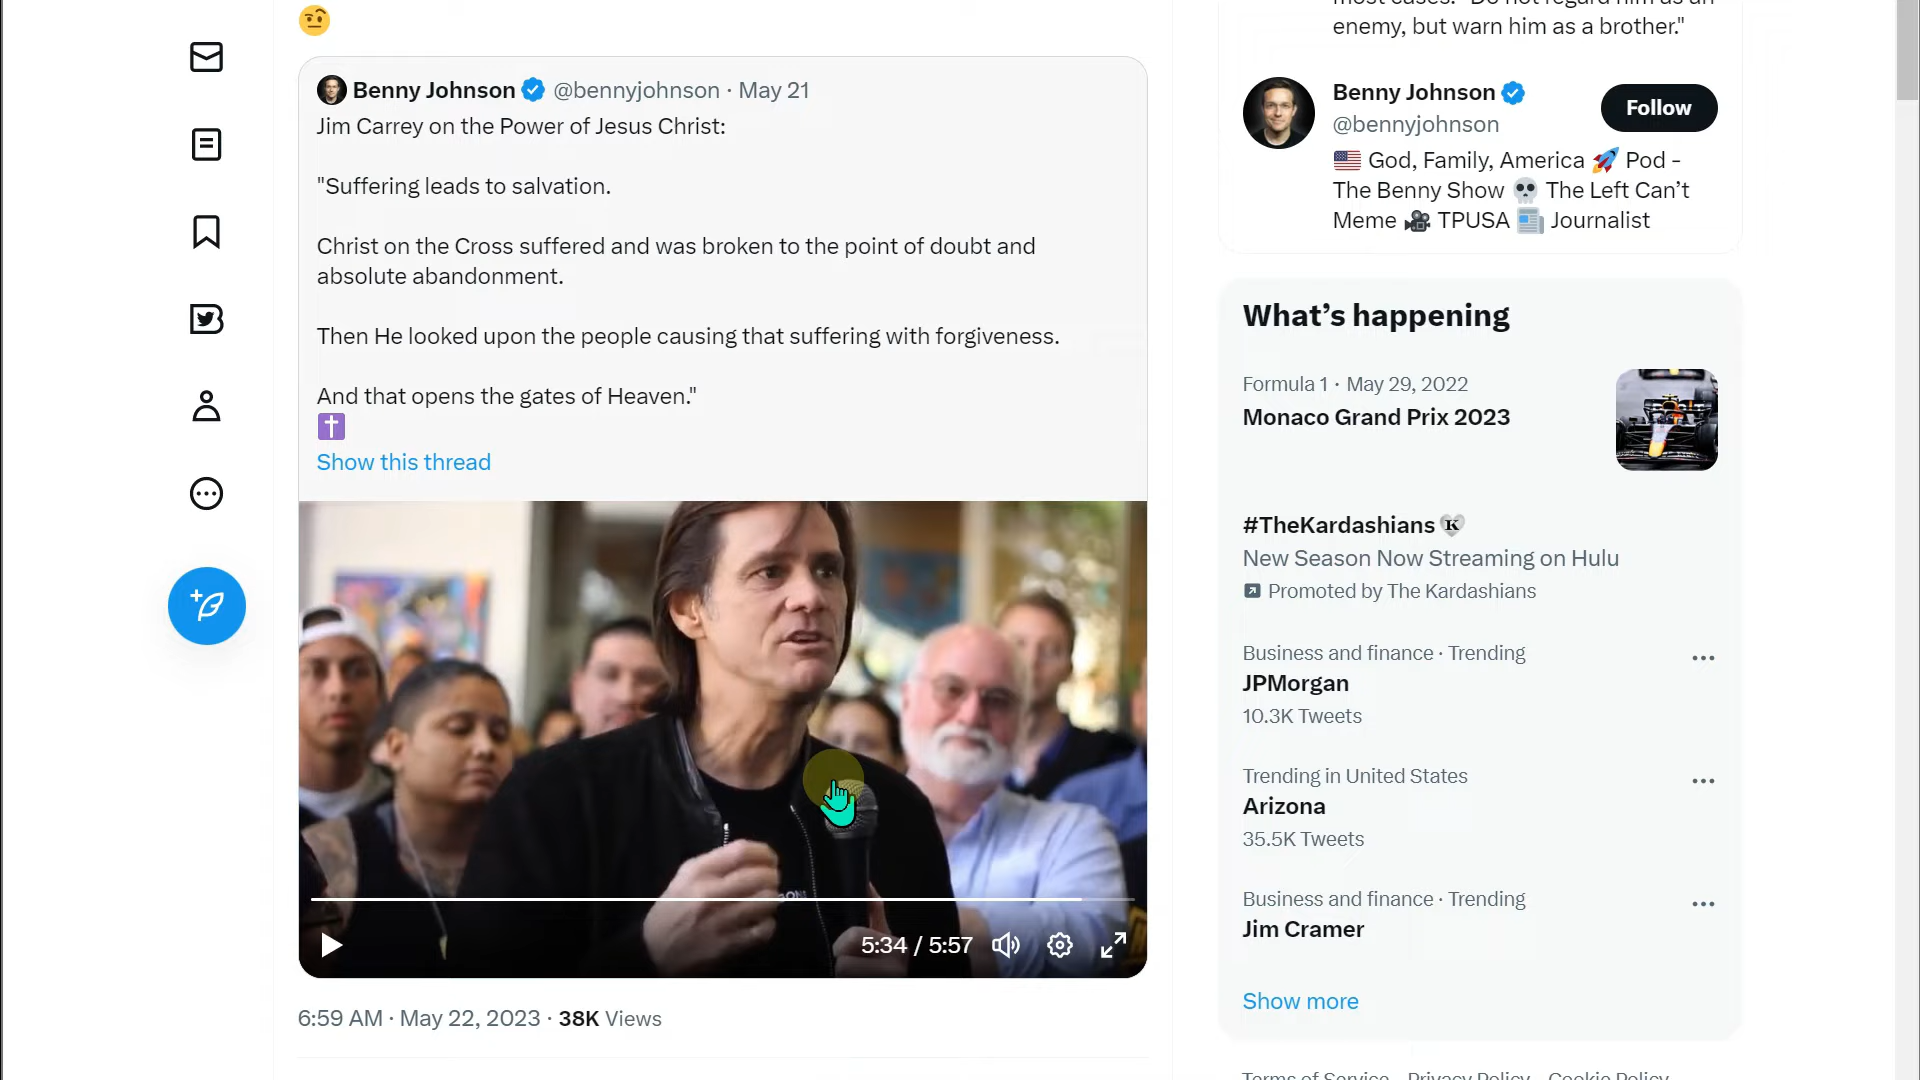 Benny Johnson @bennyjohnson · May 21
Jim Carrey on the Power of Jesus Christ:
"Suffering leads to salvation.
Christ on the Cross suffered and was broken to the point of doubt and
absolute abandonment.
Then He looked upon the people causing that suffering with forgiveness.
And that opens the gates of Heaven."
Show this thread
5:34 / 5:57
6:59 AM · May 22, 2023 · 38K Views
enemy, but warn him as a brother."
Benny Johnson
@bennyjohnson
Follow
God, Family, America Pod -
The Benny Show The Left Can’t
Meme TPUSA Journalist
What’s happening
Formula 1 · May 29, 2022
Monaco Grand Prix 2023
#TheKardashians K
New Season Now Streaming on Hulu
Promoted by The Kardashians
Business and finance · Trending
JPMorgan
10.3K Tweets
Trending in United States
Arizona
35.5K Tweets
Business and finance · Trending
Jim Cramer
Show more
Terms of Service Privacy Policy Cookie Policy